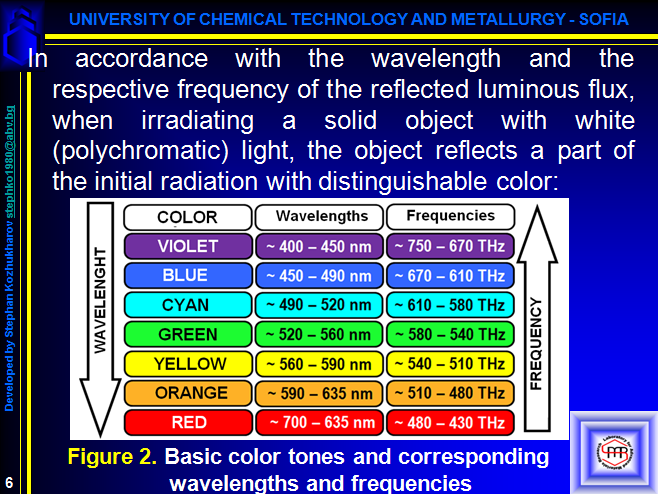 UNIVERSITY OF CHEMICAL TECHNOLOGY AND METALLURGY - SOFIA
In accordance with the wavelength and the
respective frequency of the reflected luminous flux,
when irradiating a solid object with white
(polychromatic) light, the object reflects a part of
the initial radiation with distinguishable color:
COLOR Wavelengths Frequencies
VIOLET ~ 400 – 450 nm ~ 750 – 670 THz
BLUE ~ 450 – 490 nm ~ 670 – 610 THz
CYAN ~ 490 – 520 nm ~ 610 – 580 THz
GREEN ~ 520 – 560 nm ~ 580 – 540 THz
YELLOW ~ 560 – 590 nm ~ 540 – 510 THz
ORANGE ~ 590 – 635 nm ~ 510 – 480 THz
RED ~ 700 – 635 nm ~ 480 – 430 THz
WAVELENGHT
FREQUENCY
Figure 2. Basic color tones and corresponding
wavelengths and frequencies
Developed by Stephan Kozhukharov stephko1980@abv.bg
6